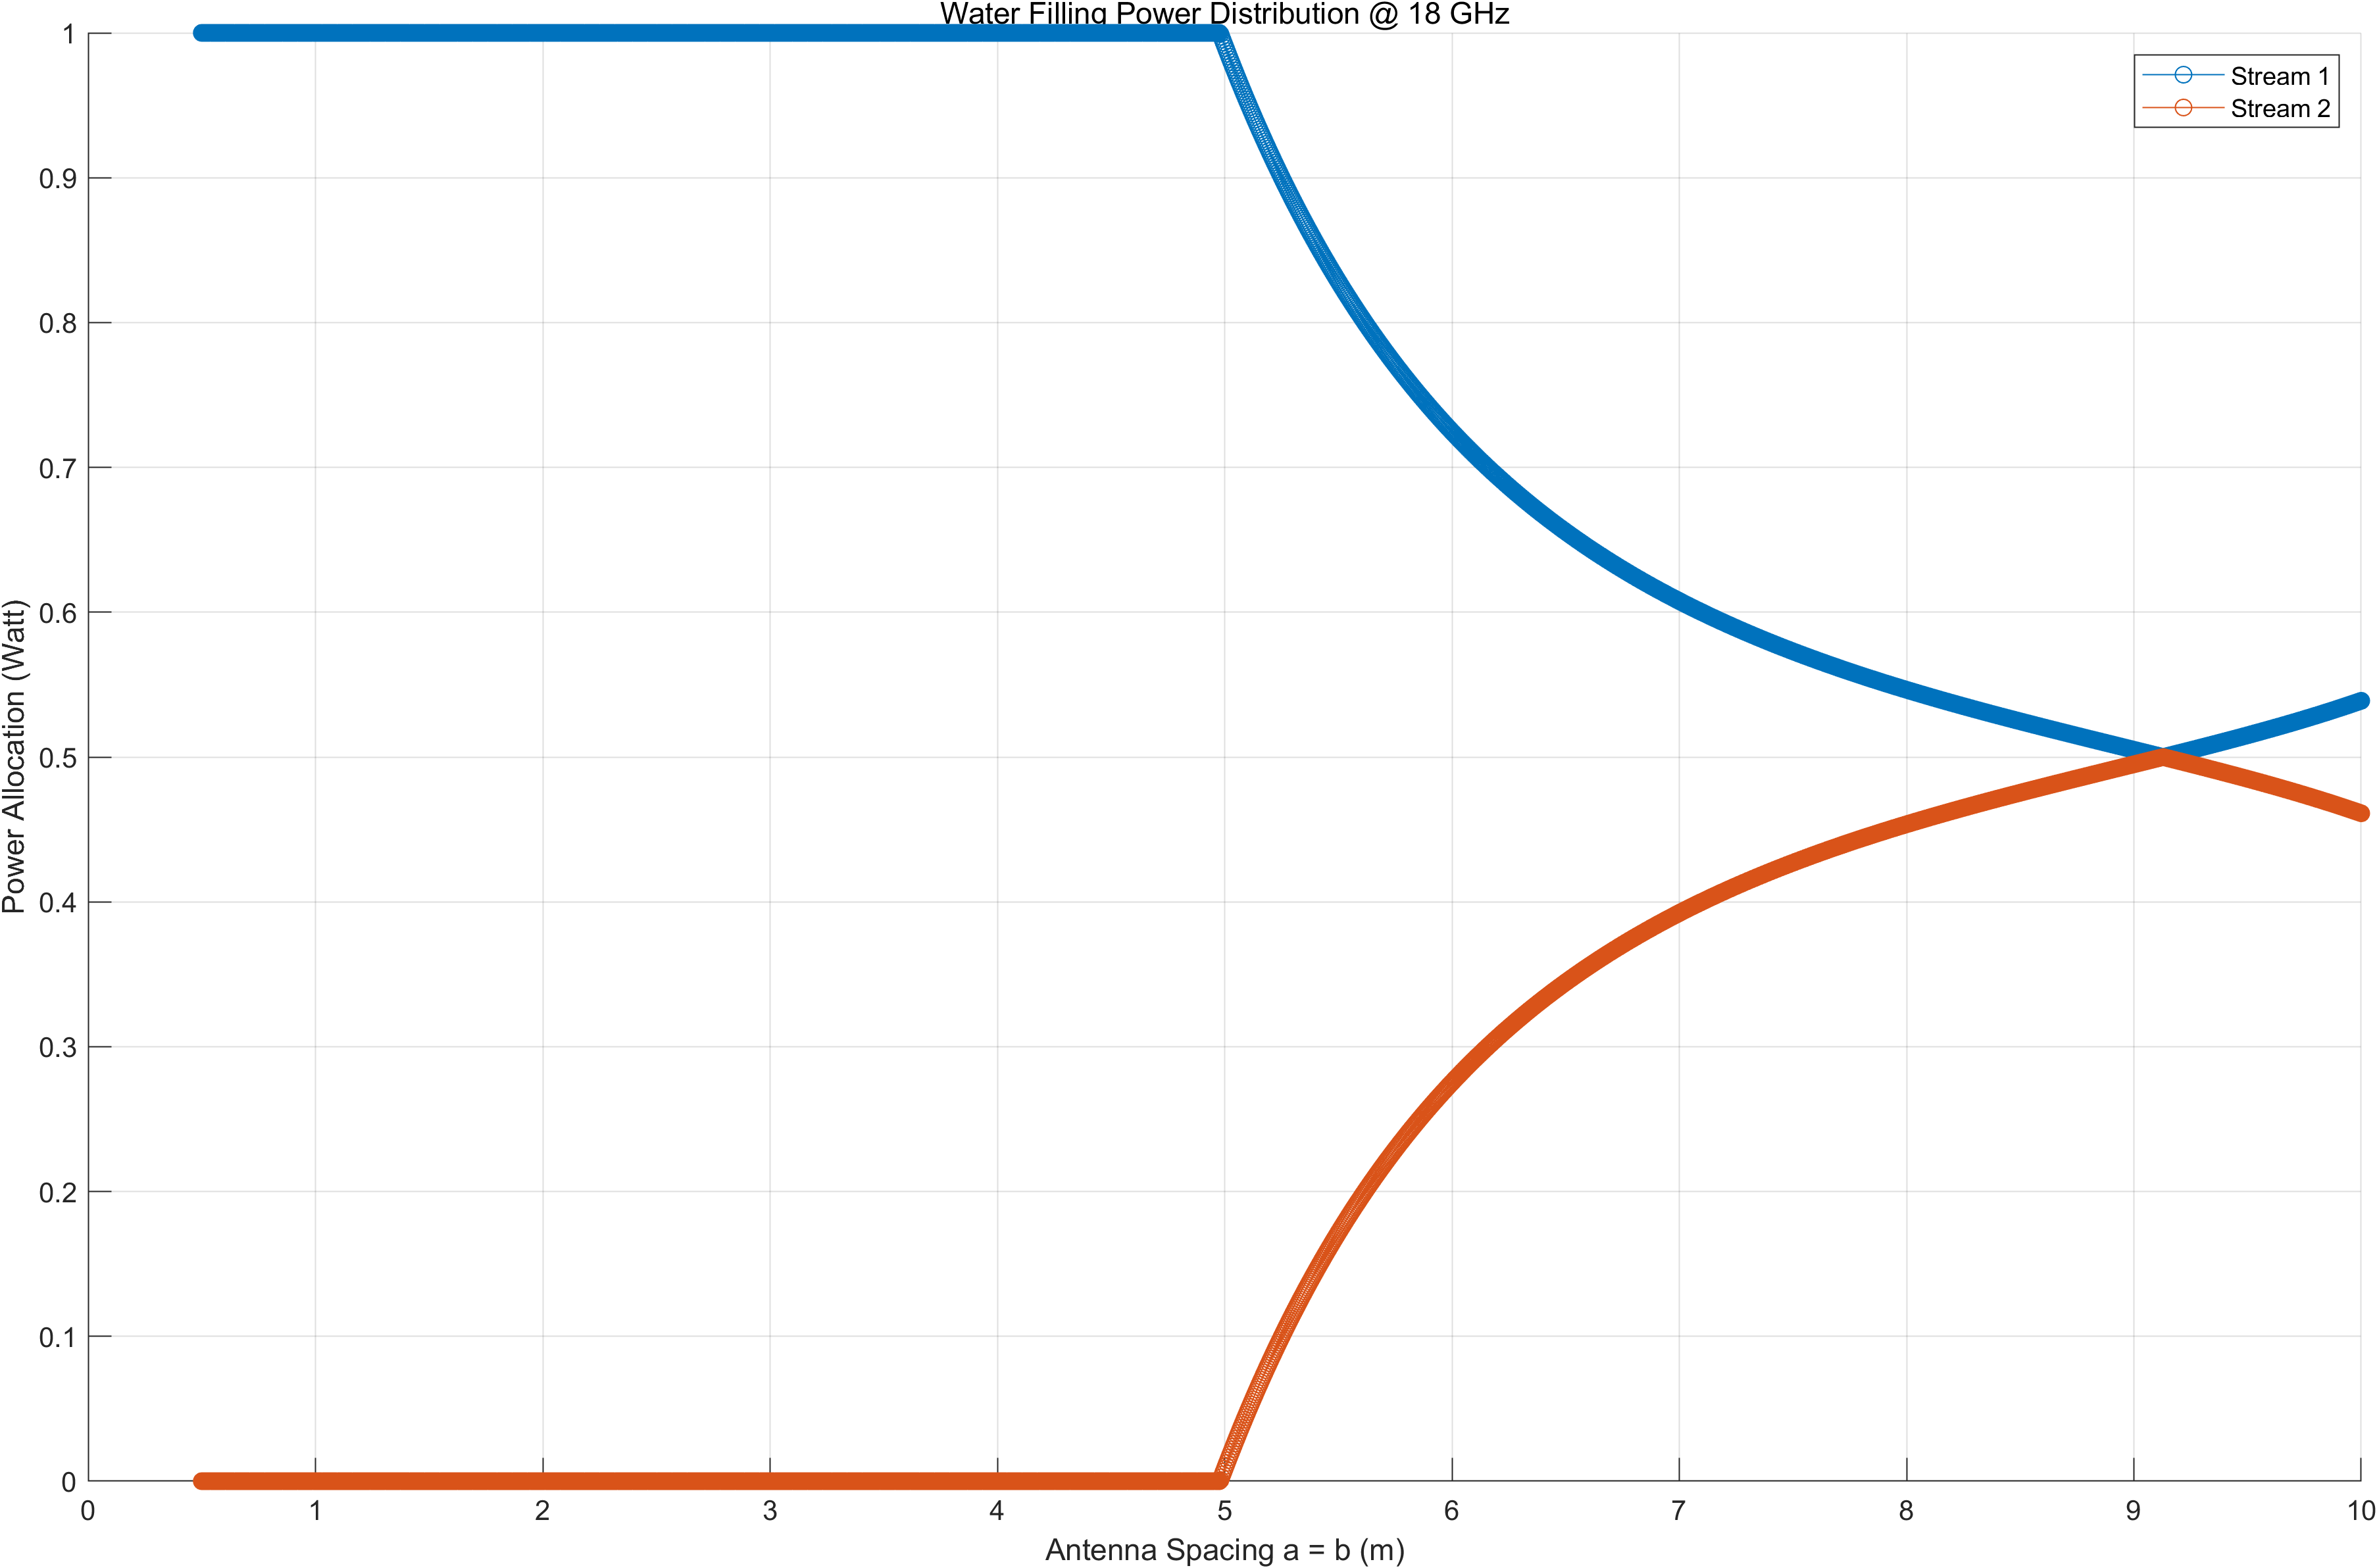 Water Filling Power Distribution @ 18 GHz
Stream 1
Stream 2
Power Allocation (Watt)
1
0.9
0.8
0.7
0.6
0.5
0.4
0.3
0.2
0.1
0
0 1 2 3 4 5 6 7 8 9 10
Antenna Spacing a = b (m)